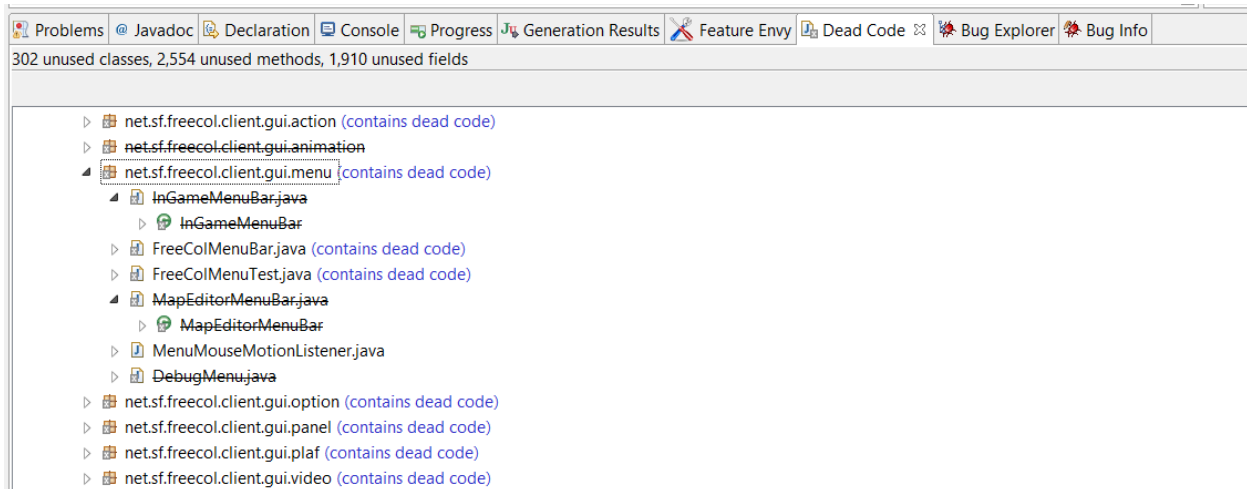 Problems @ Javadoc Declaration Console Progress Generation Results Feature Envy Dead Code Bug Explorer Bug Info
302 unused classes, 2,554 unused methods, 1,910 unused fields
net.sf.freecol.client.gui.action (contains dead code)
net.sf.freecol.client.gui.animation
net.sf.freecol.client.gui.menu (contains dead code)
InGameMenuBar.java
InGameMenuBar
FreeColMenuBar.java (contains dead code)
FreeColMenuTest.java (contains dead code)
MapEditorMenuBar.java
MapEditorMenuBar
MenuMouseMotionListener.java
DebugMenu.java
net.sf.freecol.client.gui.option (contains dead code)
net.sf.freecol.client.gui.panel (contains dead code)
net.sf.freecol.client.gui.plaf (contains dead code)
net.sf.freecol.client.gui.video (contains dead code)